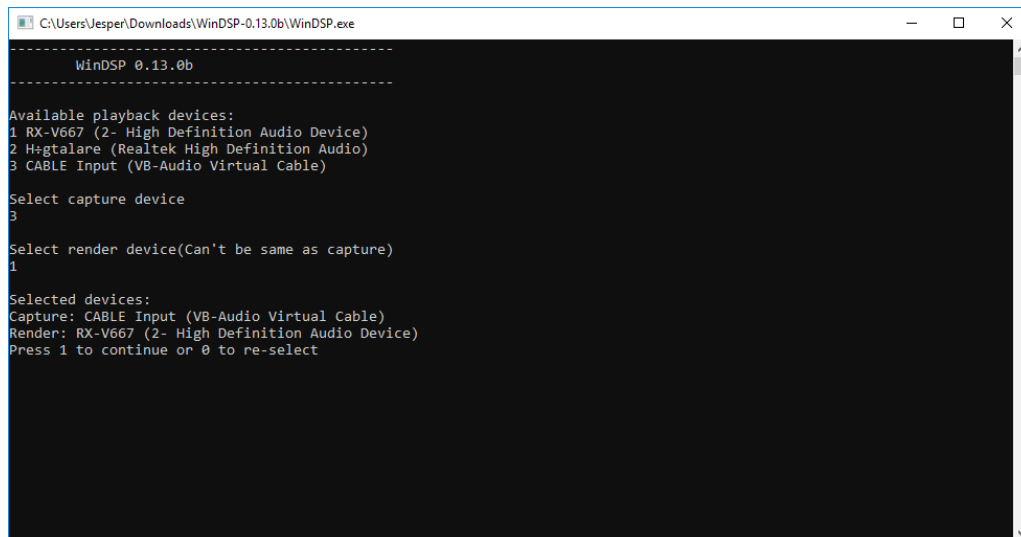 C:\Users\Jesper\Downloads\WinDSP-0.13.0b\WinDSP.exe
----------------------------------------------
WinDSP 0.13.0b
----------------------------------------------
Available playback devices:
1 RX-V667 (2- High Definition Audio Device)
2 H÷gtalare (Realtek High Definition Audio)
3 CABLE Input (VB-Audio Virtual Cable)
Select capture device
3
Select render device(Can't be same as capture)
1
Selected devices:
Capture: CABLE Input (VB-Audio Virtual Cable)
Render: RX-V667 (2- High Definition Audio Device)
Press 1 to continue or 0 to re-select